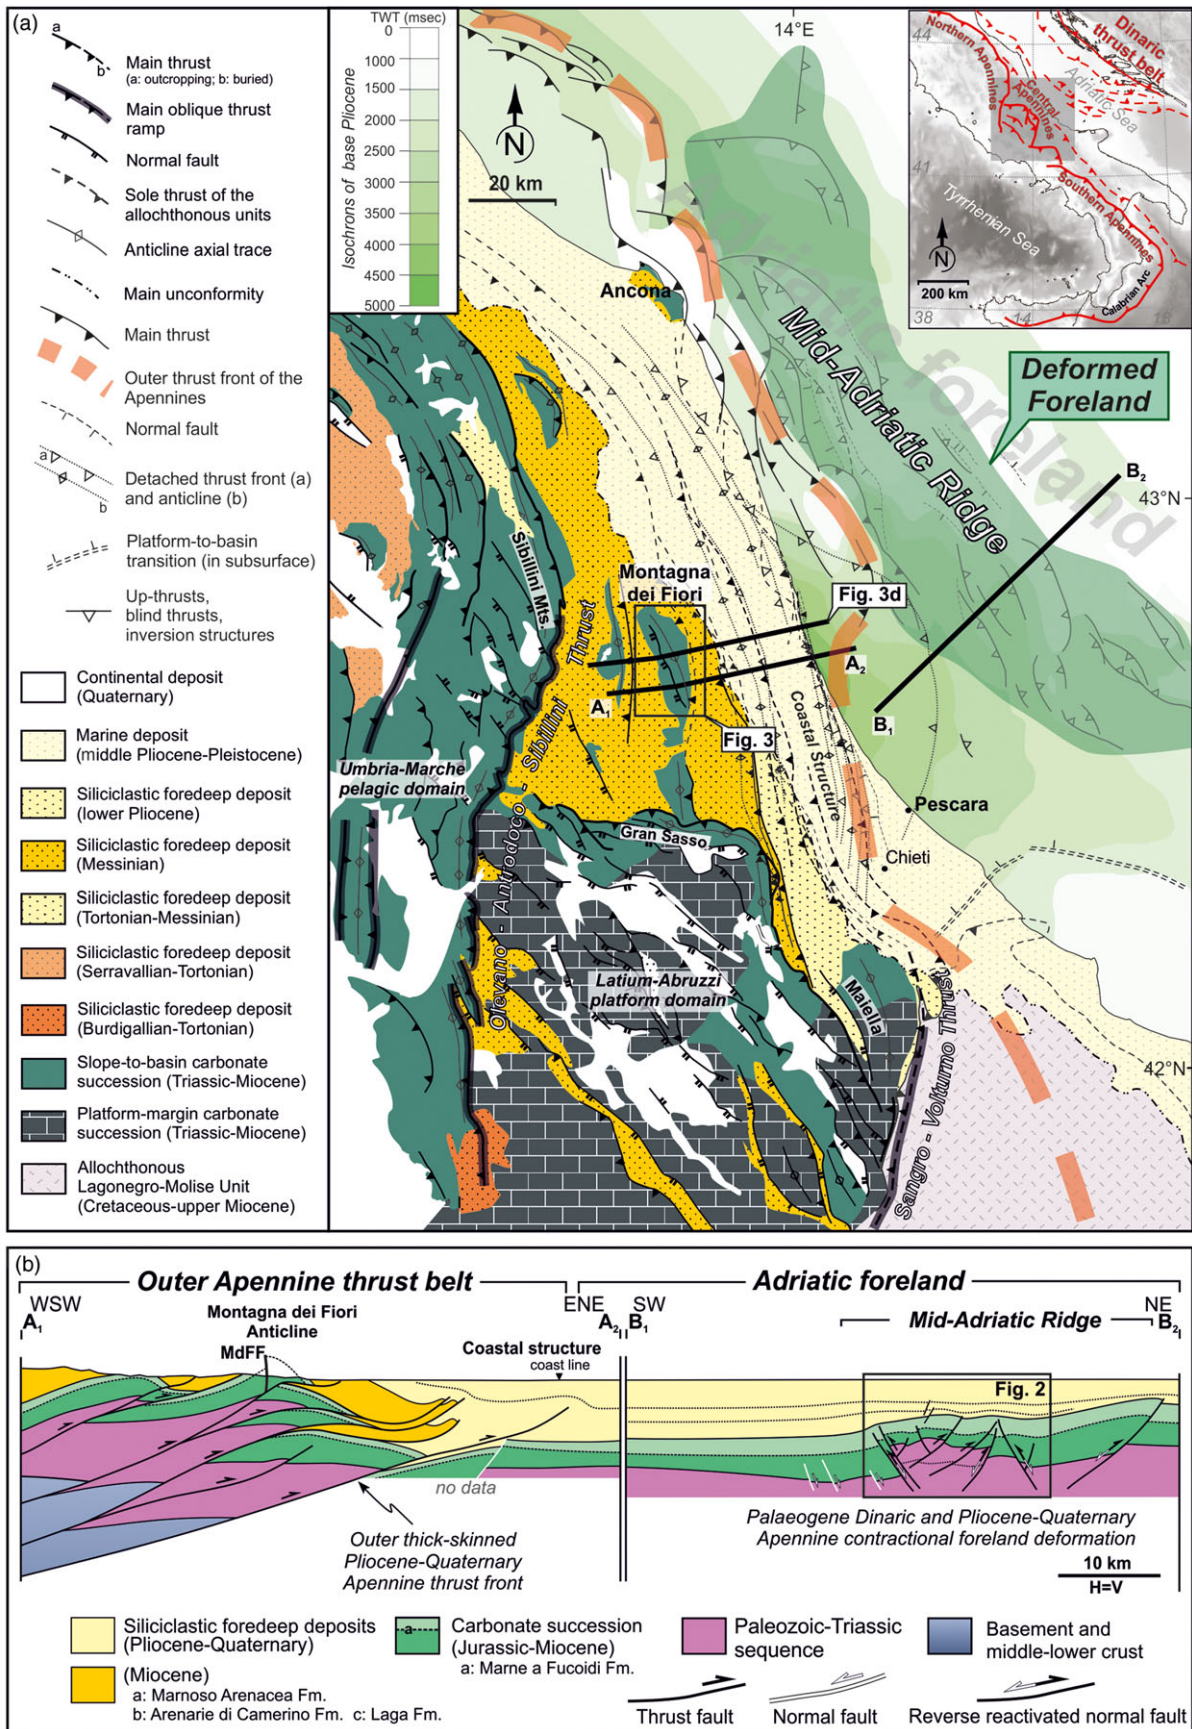 (a)
a
b
Main thrust
(a: outcropping; b: buried)
Main oblique thrust
ramp
Normal fault
Sole thrust of the
allochthonous units
Anticline axial trace
Main unconformity
Main thrust
Outer thrust front of the
Apennines
Normal fault
a
b
Detached thrust front (a)
and anticline (b)
Platform-to-basin
transition (in subsurface)
Up-thrusts,
blind thrusts,
inversion structures
Continental deposit
(Quaternary)
Marine deposit
(middle Pliocene-Pleistocene)
Siliciclastic foredeep deposit
(lower Pliocene)
Siliciclastic foredeep deposit
(Messinian)
Siliciclastic foredeep deposit
(Tortonian-Messinian)
Siliciclastic foredeep deposit
(Serravallian-Tortonian)
Siliciclastic foredeep deposit
(Burdigallian-Tortonian)
Slope-to-basin carbonate
succession (Triassic-Miocene)
Platform-margin carbonate
succession (Triassic-Miocene)
Allochthonous
Lagonegro-Molise Unit
(Cretaceous-upper Miocene)
TWT (msec)
0
1000
1500
2000
2500
3000
3500
4000
4500
5000
Isochrons of base Pliocene
N
20 km
14°E
44
Northern Apennines
Dinaric
thrust belt
Adriatic Sea
Central
Apennines
41
Southern Apennines
Tyrrhenian Sea
N
200 km
Calabrian Arc
38
14
18
Adriatic foreland
Ancona
Mid-Adriatic Ridge
Deformed
Foreland
B2
43°N
Sibillini Mts.
Montagna
dei Fiori
Fig. 3d
A1
A2
B1
Fig. 3
Coastal Structure
Umbria-Marche
pelagic domain
Olevano - Antrodoco - Sibillini Thrust
Gran Sasso
Pescara
Chieti
Latium-Abruzzi
platform domain
Maiella
Sangro - Volturno Thrust
42°N
(b)
Outer Apennine thrust belt
Adriatic foreland
WSW
A1
Montagna dei Fiori
Anticline
MdFF
ENE
A2
Coastal structure
coast line
SW
B1
Mid-Adriatic Ridge
NE
B2
Fig. 2
no data
Outer thick-skinned
Pliocene-Quaternary
Apennine thrust front
Palaeogene Dinaric and Pliocene-Quaternary
Apennine contractional foreland deformation
10 km
H=V
Siliciclastic foredeep deposits
(Pliocene-Quaternary)
(Miocene)
a: Marnoso Arenacea Fm.
b: Arenarie di Camerino Fm. c: Laga Fm.
a
Carbonate succession
(Jurassic-Miocene)
a: Marne a Fucoidi Fm.
Paleozoic-Triassic
sequence
Basement and
middle-lower crust
Thrust fault
Normal fault
Reverse reactivated normal fault